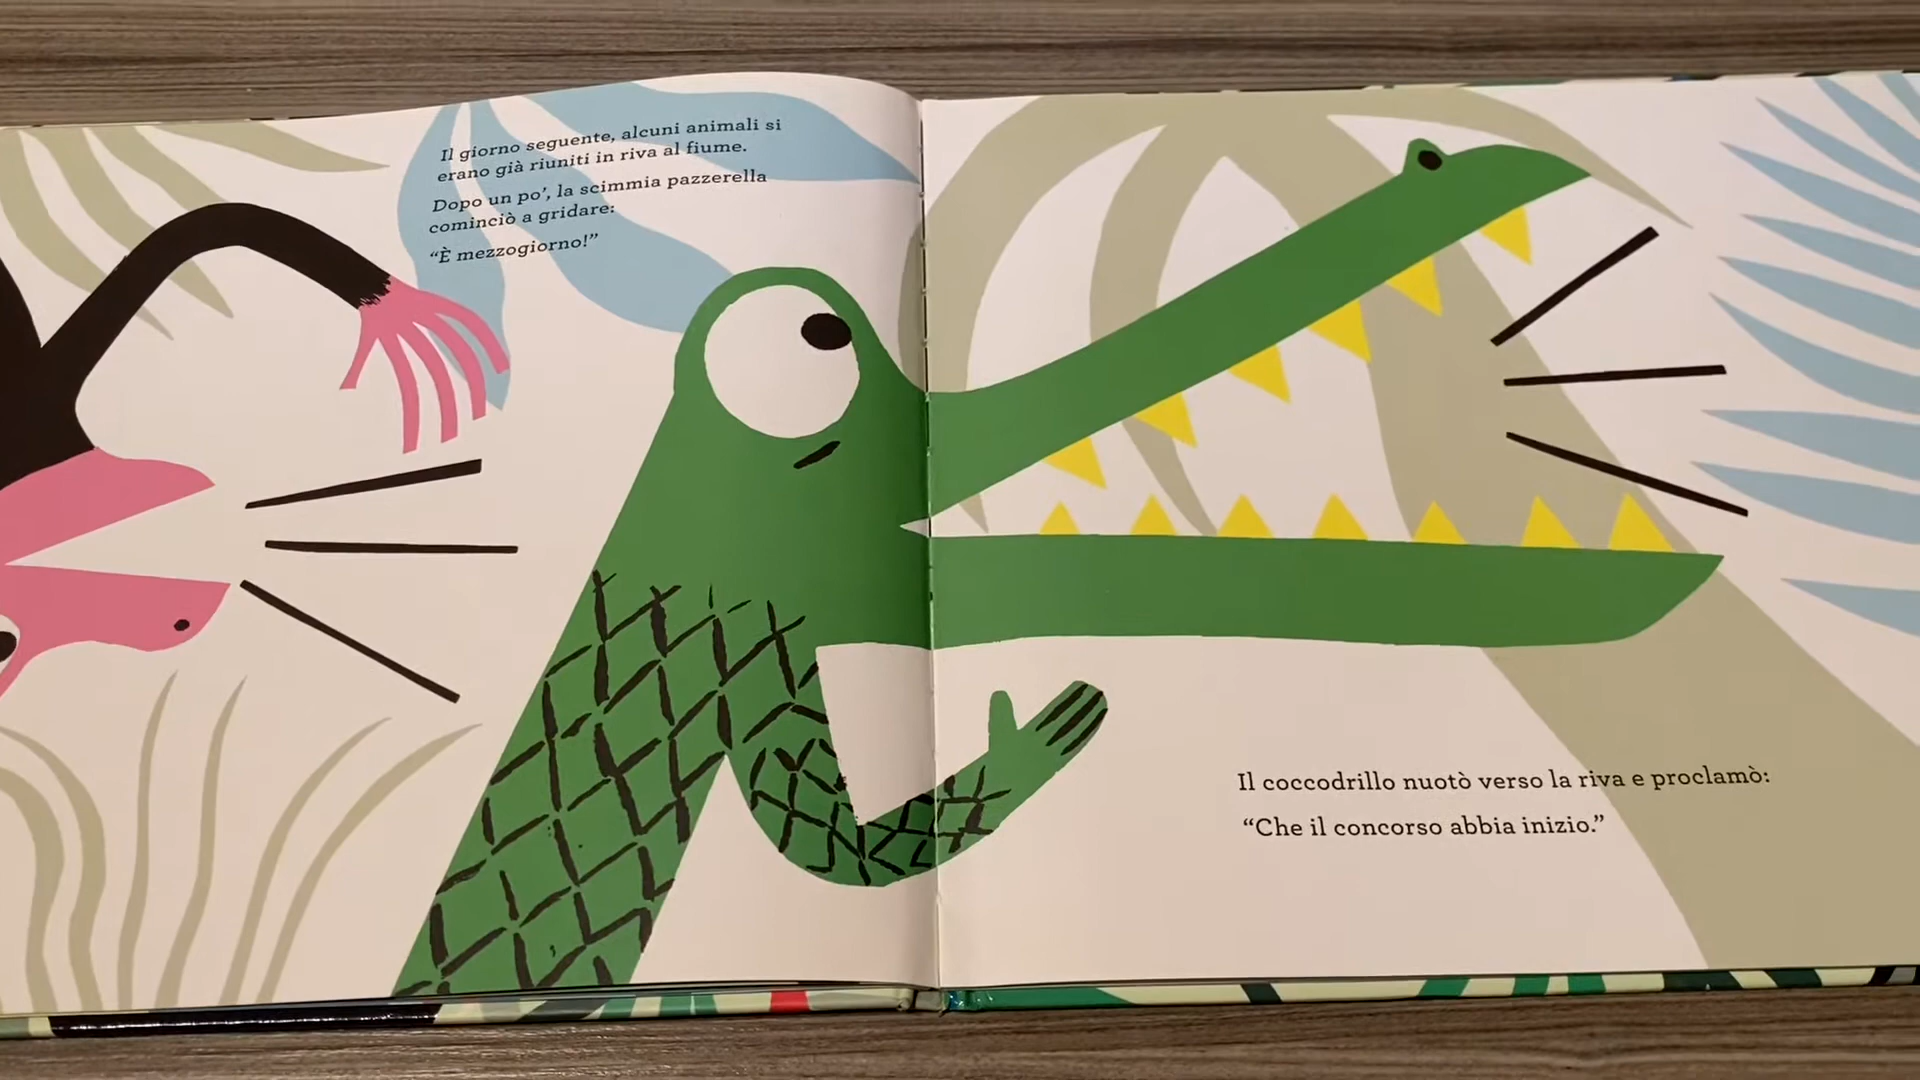 Il giorno seguente, alcuni animali si
erano già riuniti in riva al fiume.
Dopo un po’, la scimmia pazzerella
cominciò a gridare:
“È mezzogiorno!”
Il coccodrillo nuotò verso la riva e proclamò:
“Che il concorso abbia inizio.”